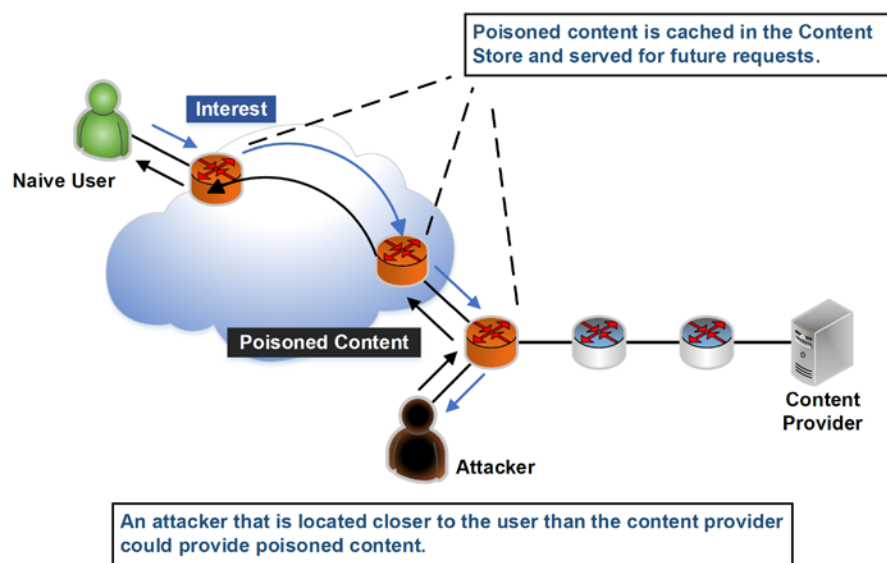 Poisoned content is cached in the Content
Store and served for future requests.
Interest
Naive User
Poisoned Content
Content
Provider
Attacker
An attacker that is located closer to the user than the content provider
could provide poisoned content.